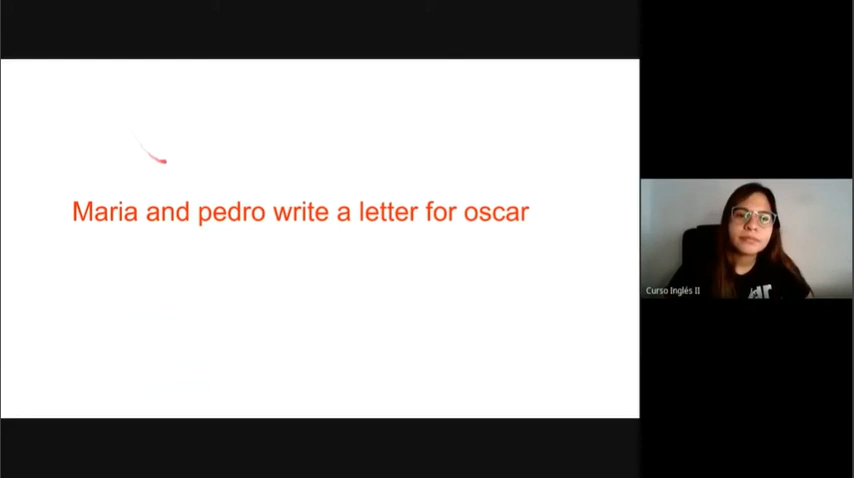 Maria and pedro write a letter for oscar
Curso Inglés II